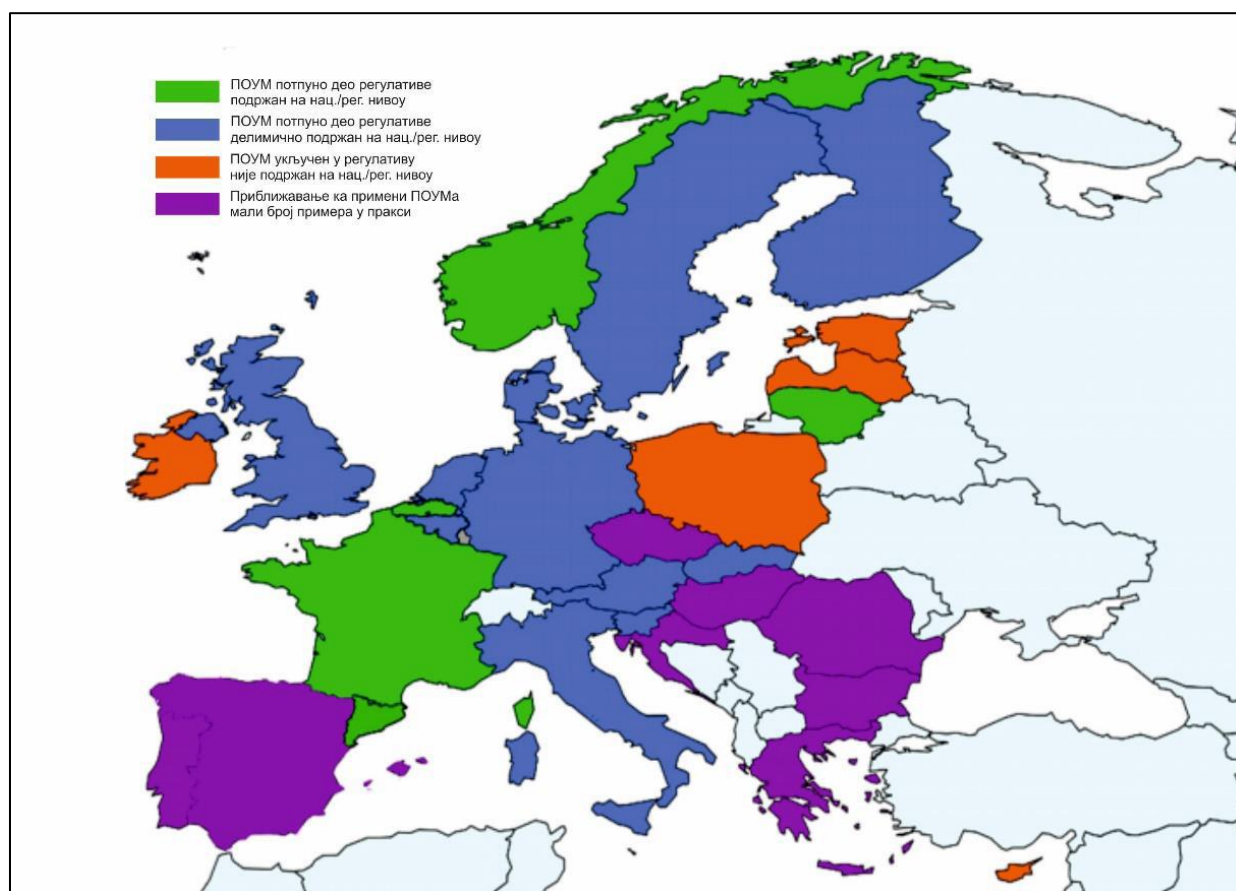 ПОУМ потпуно део регулативе
подржан на нац./рег. нивоу
ПОУМ потпуно део регулативе
делимично подржан на нац./рег. нивоу
ПОУМ укључен у регулативу
није подржан на нац./рег. нивоу
Приближавање ка примени ПОУМа
мали број примера у пракси